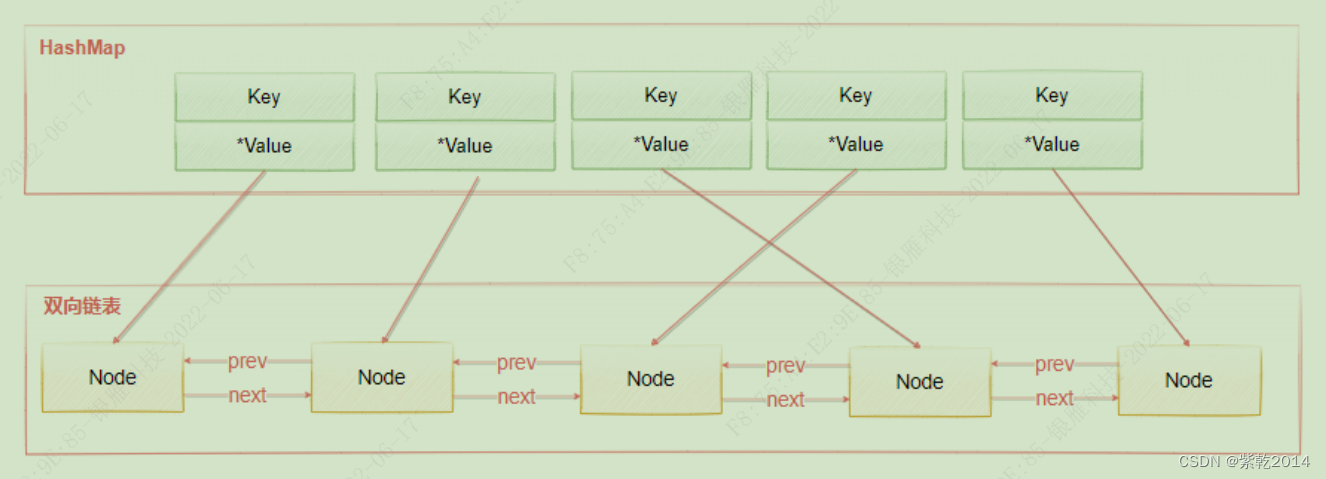 HashMap
Key Key Key Key Key
*Value *Value *Value *Value *Value
双向链表
prev prev prev prev
Node Node Node Node Node
next next next next
CSDN @紫乾2014